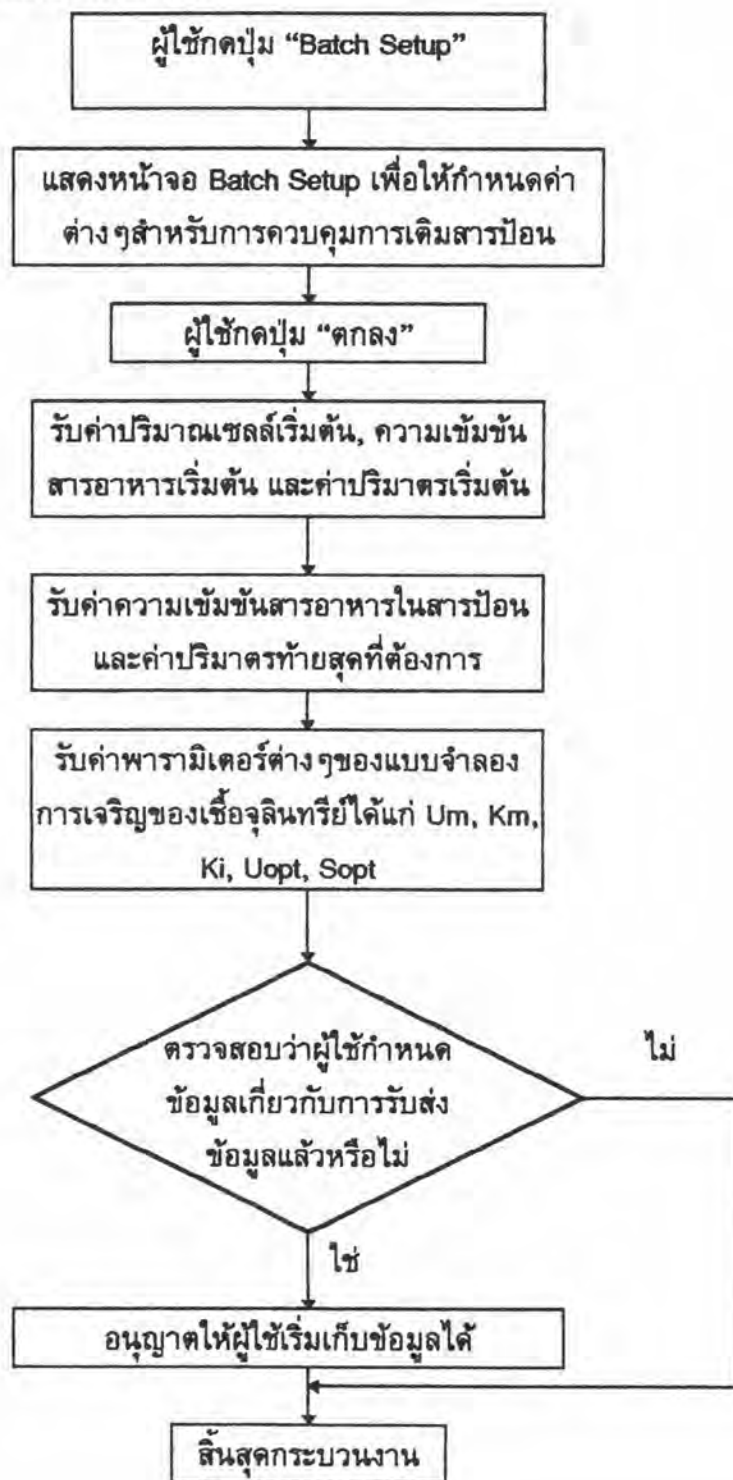 ผู้ใช้กดปุ่ม “Batch Setup”
แสดงหน้าจอ Batch Setup เพื่อให้กำหนดค่า
ต่างๆสำหรับการควบคุมการเติมสารป้อน
ผู้ใช้กดปุ่ม “ตกลง”
รับค่าปริมาณเซลล์เริ่มต้น, ความเข้มข้น
สารอาหารเริ่มต้น และค่าปริมาตรเริ่มต้น
รับค่าความเข้มข้นสารอาหารในสารป้อน
และค่าปริมาตรท้ายสุดที่ต้องการ
รับค่าพารามิเตอร์ต่างๆของแบบจำลอง
การเจริญของเชื้อจุลินทรีย์ได้แก่ Um, Km,
Ki, Uopt, Sopt
ตรวจสอบว่าผู้ใช้กำหนด
ข้อมูลเกี่ยวกับการรับส่ง
ข้อมูลแล้วหรือไม่
ไม่
ใช่
อนุญาตให้ผู้ใช้เริ่มเก็บข้อมูลได้
สิ้นสุดกระบวนงาน